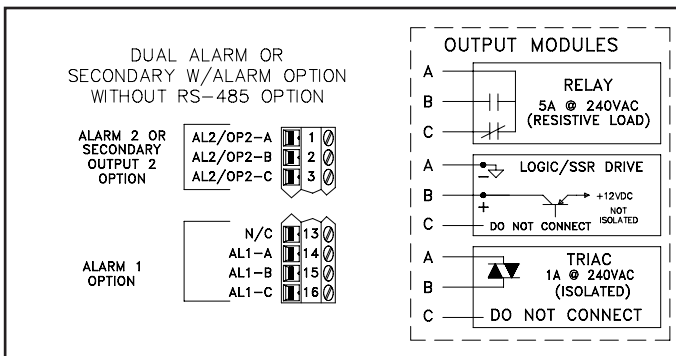 DUAL ALARM OR
SECONDARY W/ALARM OPTION
WITHOUT RS-485 OPTION
ALARM 2 OR
SECONDARY
OUTPUT 2
OPTION
AL2/OP2-A 1
AL2/OP2-B 2
AL2/OP2-C 3
ALARM 1
OPTION
N/C 13
AL1-A 14
AL1-B 15
AL1-C 16
OUTPUT MODULES
A
B
C
RELAY
5A @ 240VAC
(RESISTIVE LOAD)
A
B
C
LOGIC/SSR DRIVE
-
+
+12VDC
NOT
ISOLATED
DO NOT CONNECT
A
B
C
TRIAC
1A @ 240VAC
(ISOLATED)
DO NOT CONNECT